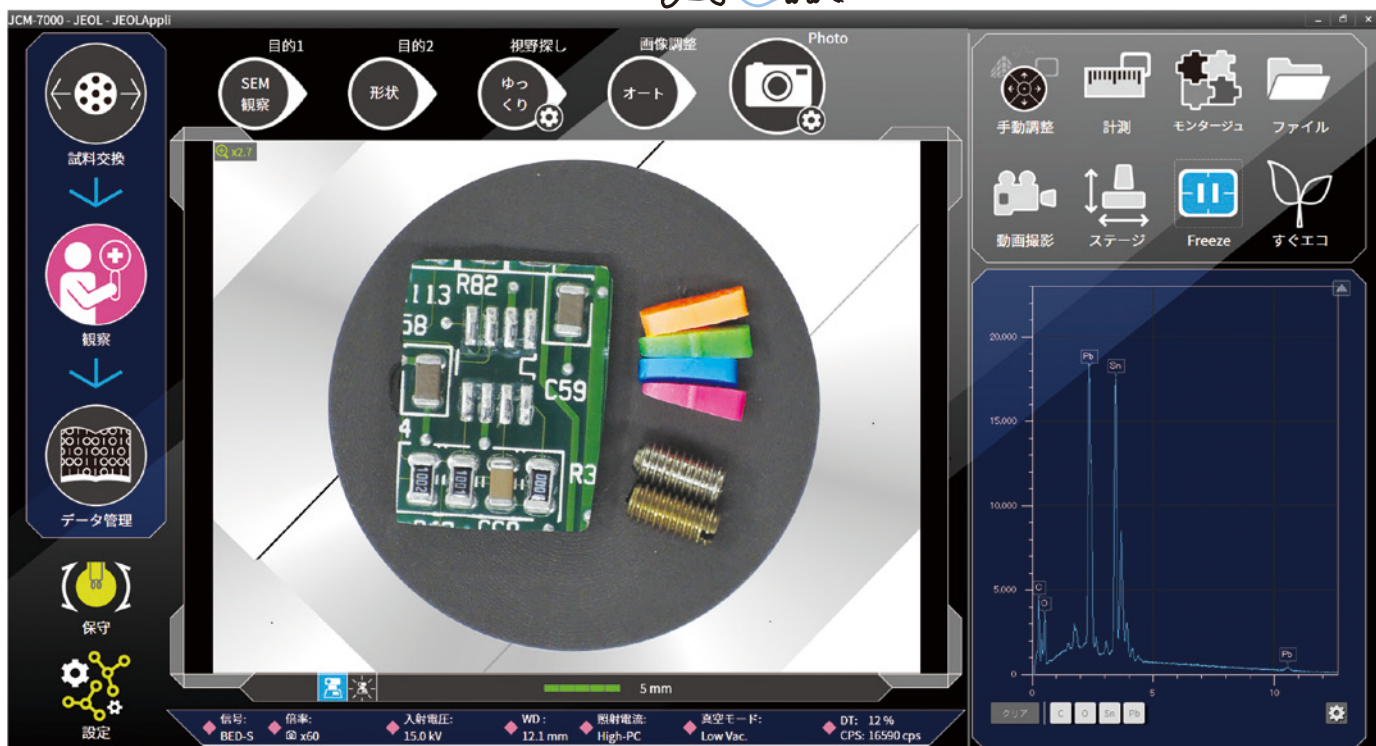 JCM-7000 - JEOL - JEOLAppli
目的1
目的2
視野探し
画像調整
Photo
SEM
観察
形状
ゆっ
くり
オート
試料交換
観察
データ管理
保守
設定
x2.7
113
R82
58
C59
4
R3
1002
1001
手動調整
計測
モンタージュ
ファイル
動画撮影
ステージ
Freeze
すぐエコ
20,000
15,000
10,000
5,000
0
Pb
Sn
C
O
Pb
0
5
10
クリア
C
O
Sn
Pb
5 mm
信号:
BED-S
倍率:
x60
入射電圧:
15.0 kV
WD :
12.1 mm
照射電流:
High-PC
真空モード:
Low Vac.
DT: 12 %
CPS: 16590 cps